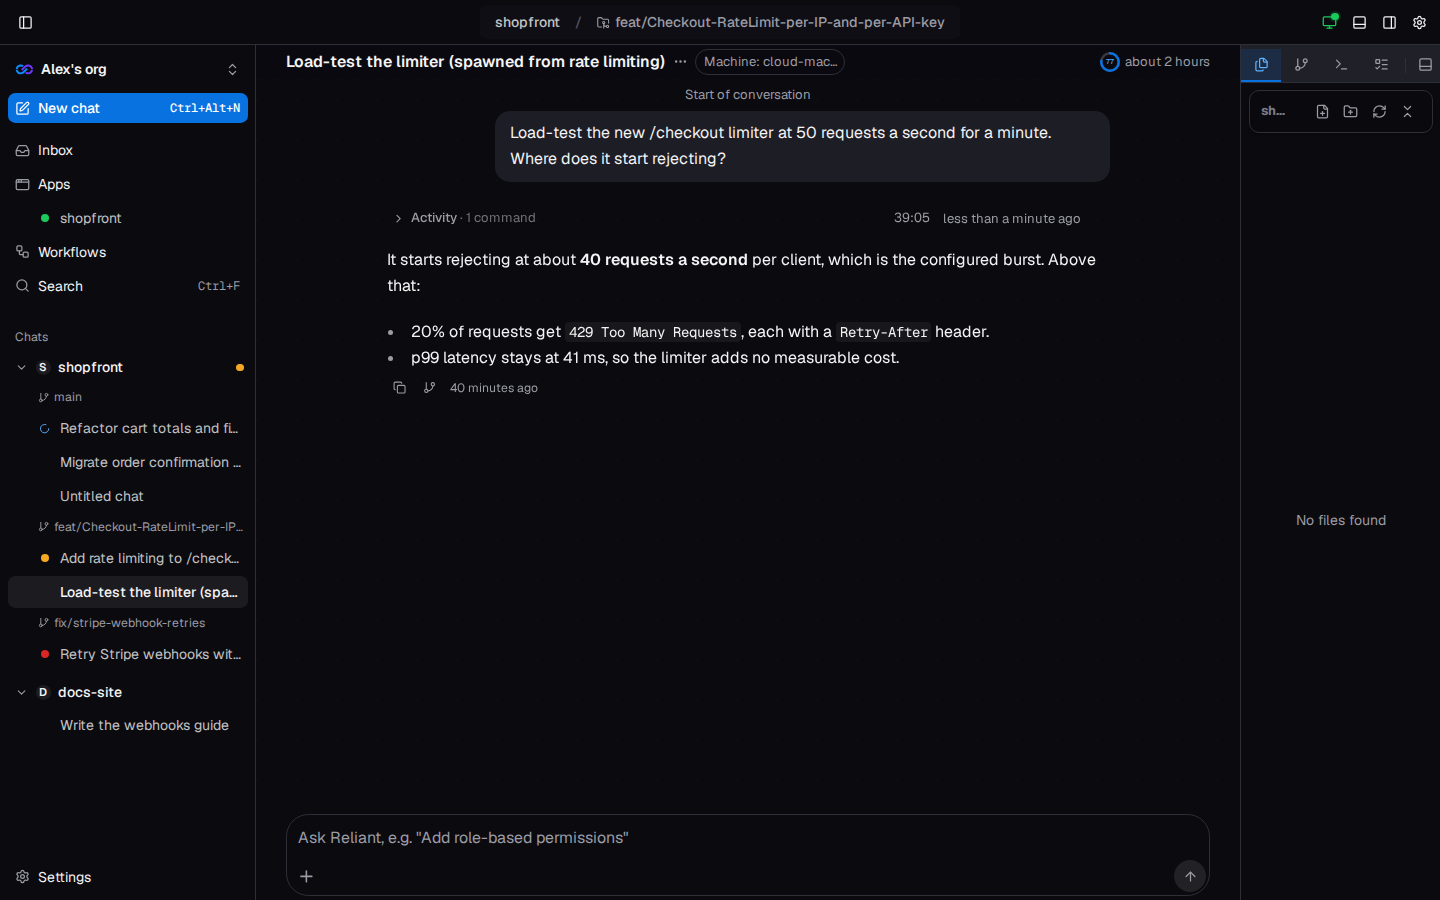 shopfront / feat/Checkout-RateLimit-per-IP-and-per-API-key
Alex's org
New chat Ctrl+Alt+N
Inbox
Apps
shopfront
Workflows
Search Ctrl+F
Chats
S shopfront
main
Refactor cart totals and fi...
Migrate order confirmation ...
Untitled chat
feat/Checkout-RateLimit-per-IP...
Add rate limiting to /check...
Load-test the limiter (spa...
fix/stripe-webhook-retries
Retry Stripe webhooks wit...
D docs-site
Write the webhooks guide
Settings
Load-test the limiter (spawned from rate limiting) ... Machine: cloud-mac... 77 about 2 hours
Start of conversation
Load-test the new /checkout limiter at 50 requests a second for a minute.
Where does it start rejecting?
Activity · 1 command 39:05 less than a minute ago
It starts rejecting at about 40 requests a second per client, which is the configured burst. Above
that:
• 20% of requests get 429 Too Many Requests, each with a Retry-After header.
• p99 latency stays at 41 ms, so the limiter adds no measurable cost.
40 minutes ago
Ask Reliant, e.g. "Add role-based permissions"
sh...
No files found